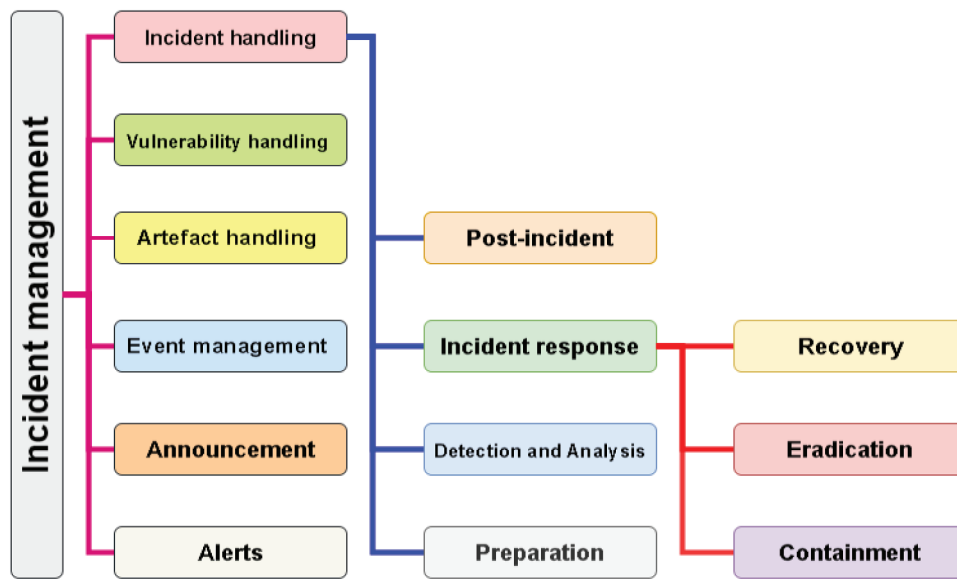 Incident management
Incident handling
Vulnerability handling
Artefact handling
Event management
Announcement
Alerts
Post-incident
Incident response
Detection and Analysis
Preparation
Recovery
Eradication
Containment